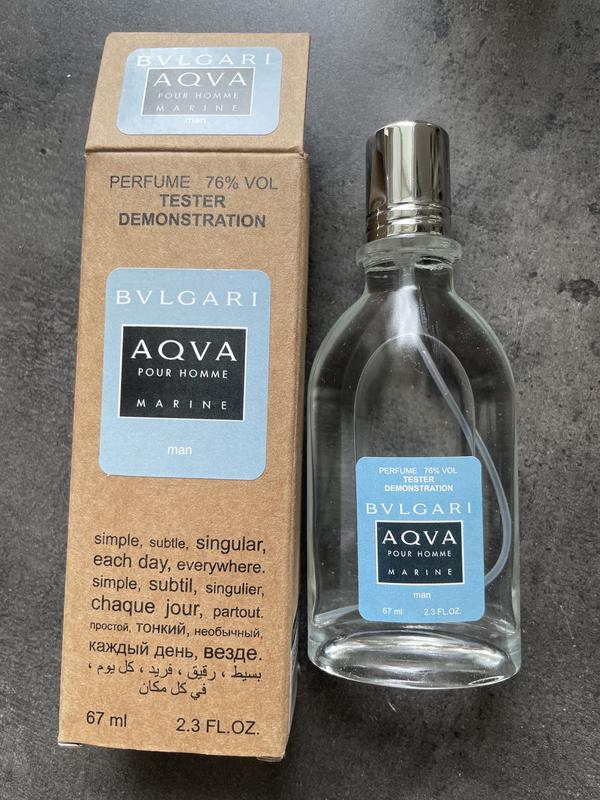 BVLGARI
AQVA
POUR HOMME
MARINE
man
PERFUME 76% VOL
TESTER
DEMONSTRATION
BVLGARI
AQVA
POUR HOMME
MARINE
man
simple, subtle, singular,
each day, everywhere.
simple, subtil, singulier,
chaque jour, partout.
простой, тонкий, необычный,
каждый день, везде.
بسيط ، رقيق ، فريد ، كل يوم ،
في كل مكان
67 ml 2.3 FL.OZ.
PERFUME 76% VOL
TESTER
DEMONSTRATION
BVLGARI
AQVA
POUR HOMME
MARINE
man
67 ml 2.3 FL.OZ.